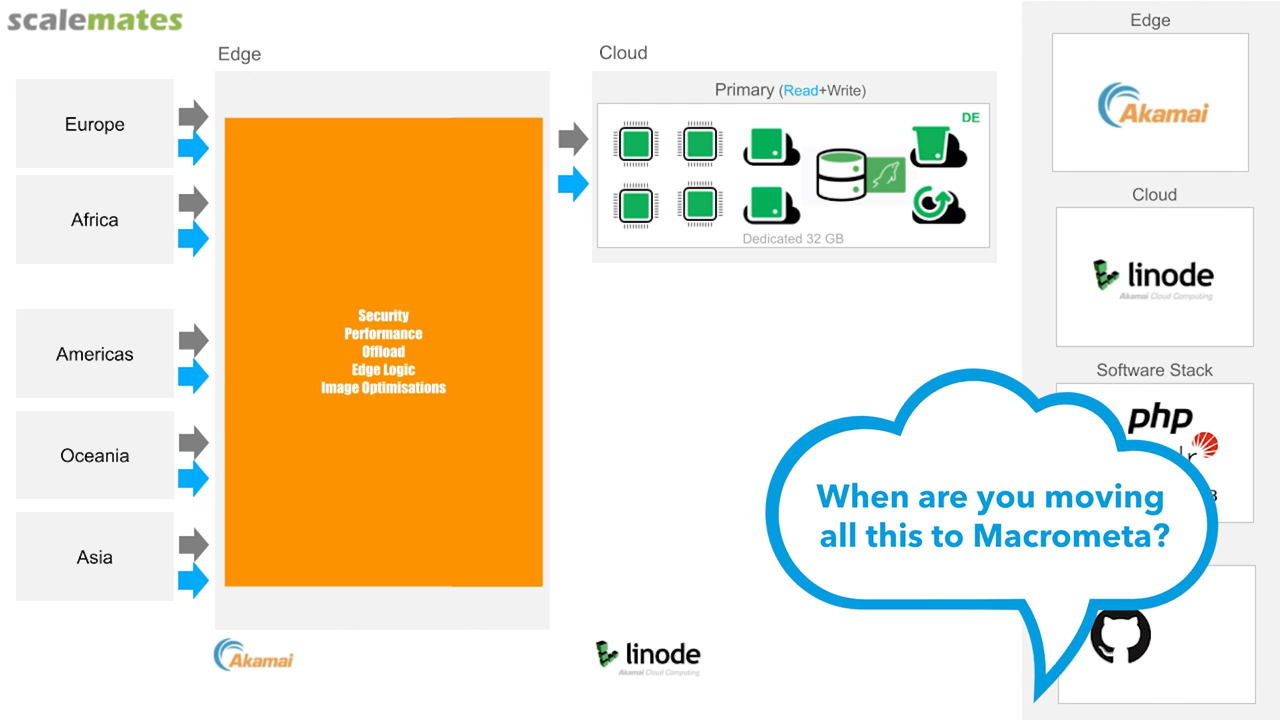 scalemates
Edge
Cloud
Edge
Europe
Africa
Americas
Oceania
Asia
Security
Performance
Offload
Edge Logic
Image Optimisations
Primary (Read+Write)
DE
Dedicated 32 GB
Akamai
Cloud
linode
Akamai Cloud Computing
Software Stack
php
When are you moving
all this to Macrometa?
Akamai
linode
Akamai Cloud Computing